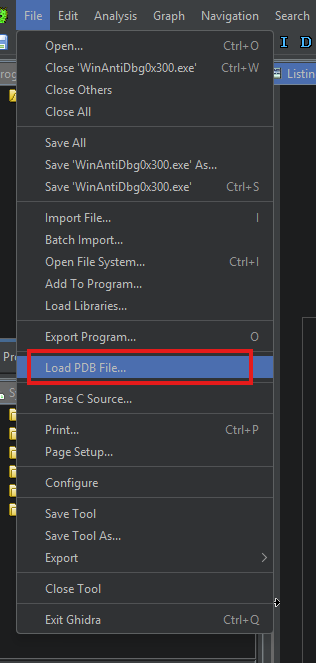 File Edit Analysis Graph Navigation Search
I D
Listin
Open... Ctrl+O
Close 'WinAntiDbg0x300.exe' Ctrl+W
Close Others
Close All
Save All
Save 'WinAntiDbg0x300.exe' As...
Save 'WinAntiDbg0x300.exe' Ctrl+S
Import File... I
Batch Import...
Open File System... Ctrl+I
Add To Program...
Load Libraries...
Export Program... O
Load PDB File...
Parse C Source...
Print... Ctrl+P
Page Setup...
Configure
Save Tool
Save Tool As...
Export
Close Tool
Exit Ghidra Ctrl+Q